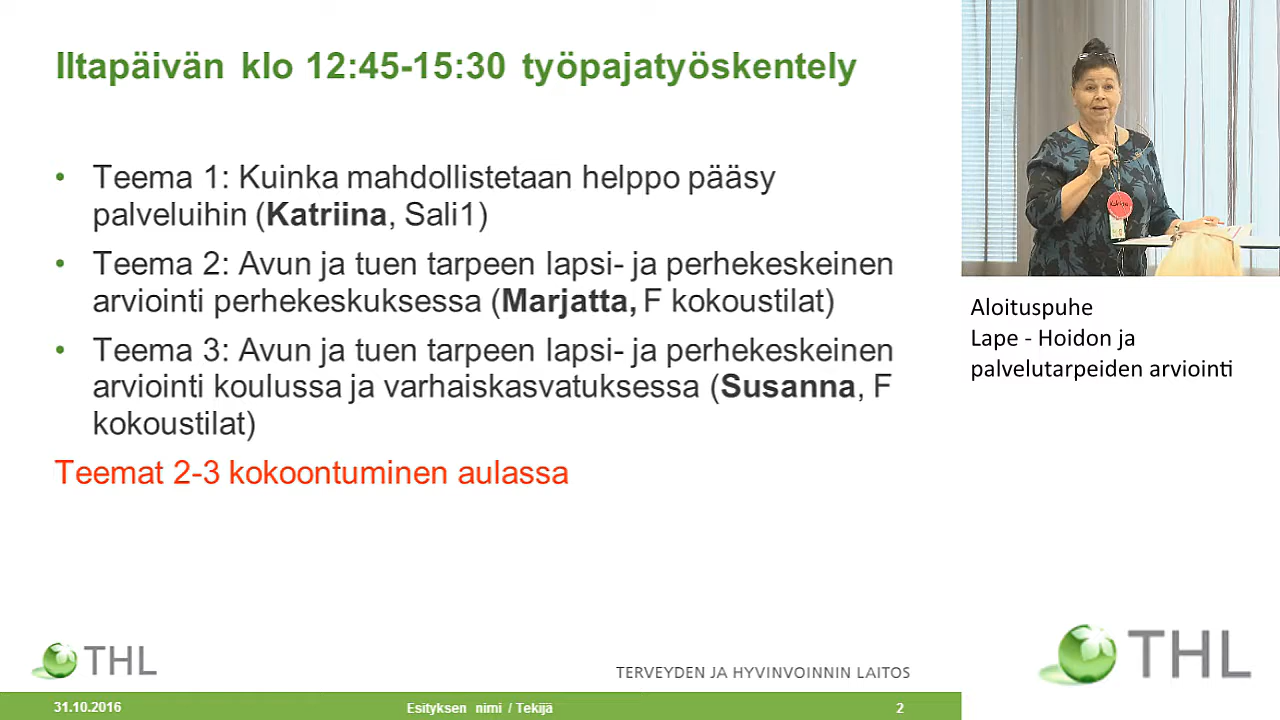 Iltapäivän klo 12:45-15:30 työpajatyöskentely
• Teema 1: Kuinka mahdollistetaan helppo pääsy
palveluihin (Katriina, Sali1)
• Teema 2: Avun ja tuen tarpeen lapsi- ja perhekeskeinen
arviointi perhekeskuksessa (Marjatta, F kokoustilat)
• Teema 3: Avun ja tuen tarpeen lapsi- ja perhekeskeinen
arviointi koulussa ja varhaiskasvatuksessa (Susanna, F
kokoustilat)
Teemat 2-3 kokoontuminen aulassa
Aloituspuhe
Lape - Hoidon ja
palvelutarpeiden arviointi
THL
TERVEYDEN JA HYVINVOINNIN LAITOS
THL
31.10.2016
Esityksen nimi / Tekijä
2